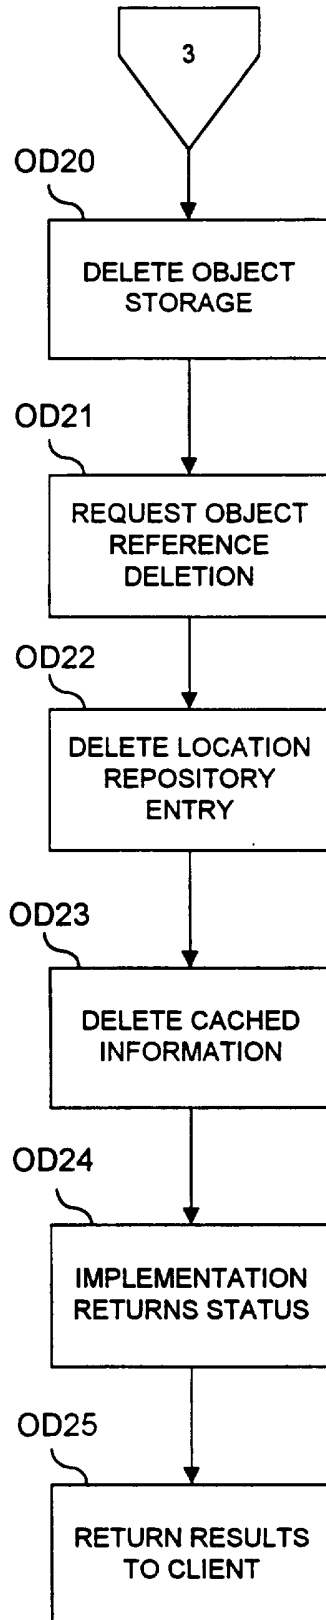 3
OD20
DELETE OBJECT
STORAGE
OD21
REQUEST OBJECT
REFERENCE
DELETION
OD22
DELETE LOCATION
REPOSITORY
ENTRY
OD23
DELETE CACHED
INFORMATION
OD24
IMPLEMENTATION
RETURNS STATUS
OD25
RETURN RESULTS
TO CLIENT